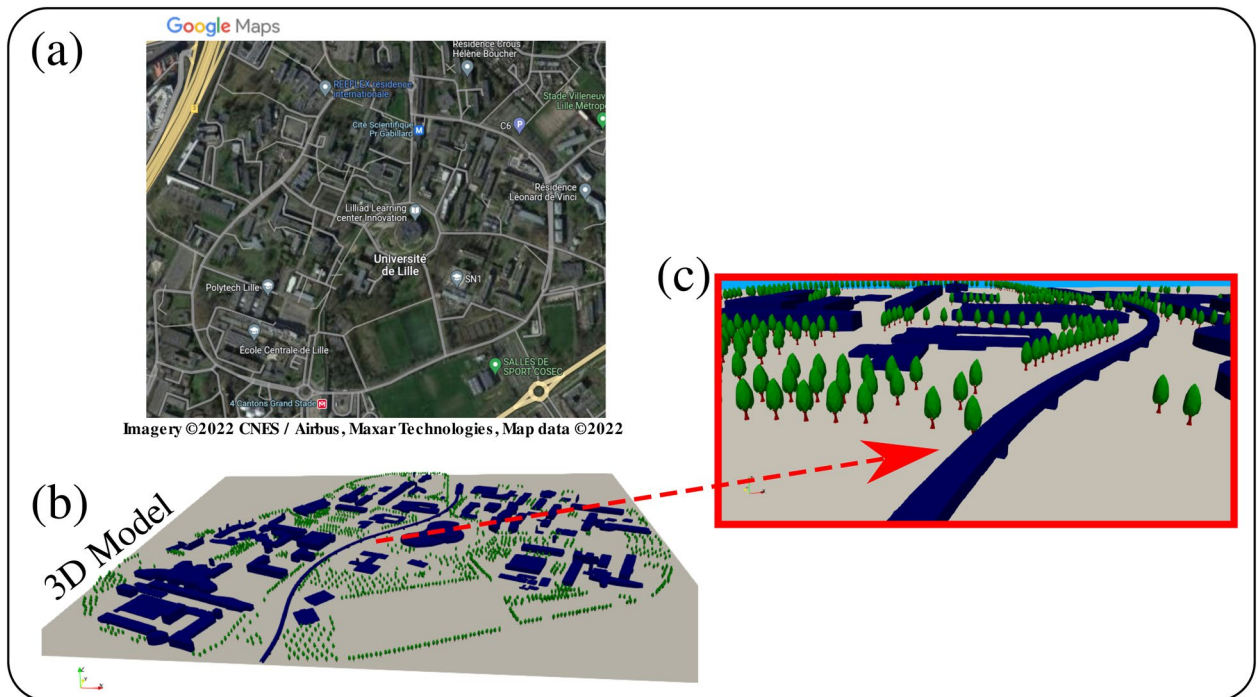 (a)
Google Maps
Résidence Crous
Hélène Boucher
REEFLEX résidence
internationale
Stade Villeneuve
Lille Métropo
Cité Scientifique
Pr Gabillard
M
C6
P
Résidence
Léonard de Vinci
Lilliad Learning
center Innovation
Université
de Lille
SN1
Polytech Lille
École Centrale de Lille
SALLES DE
SPORT COSEC
4 Cantons Grand Stade
Imagery ©2022 CNES / Airbus, Maxar Technologies, Map data ©2022
(b)
3D Model
(c)